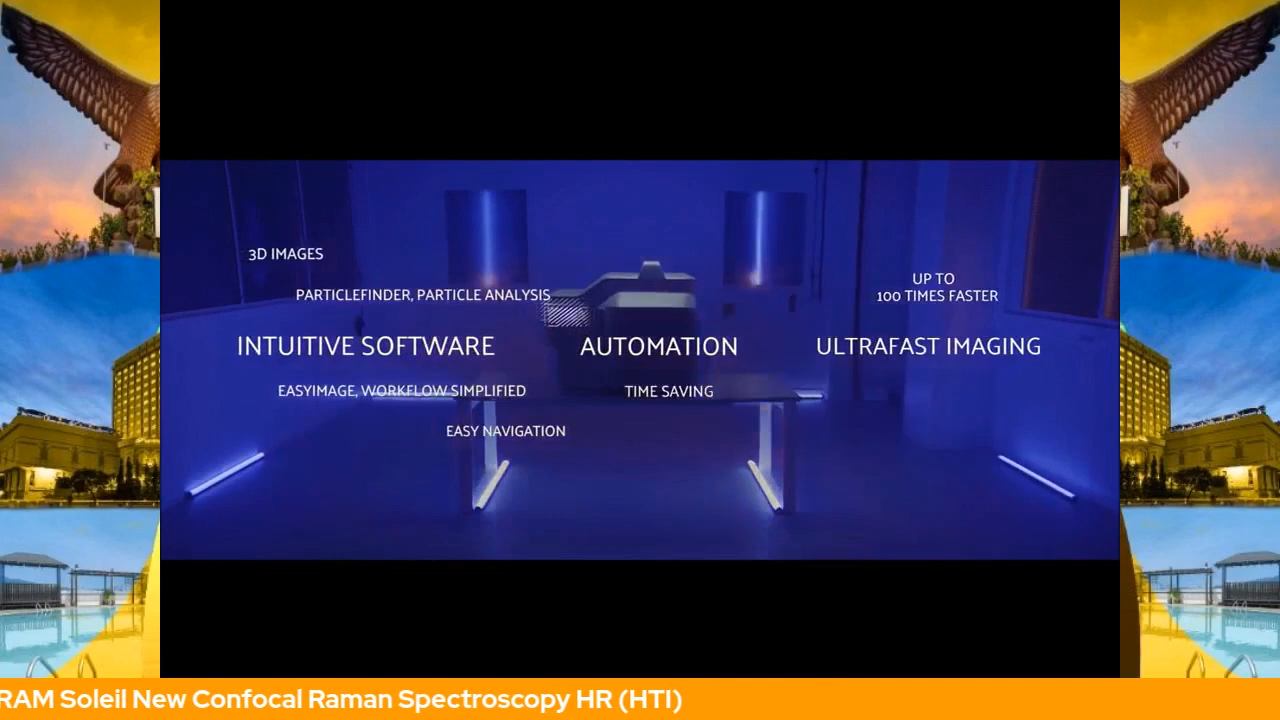 3D IMAGES
PARTICLEFINDER, PARTICLE ANALYSIS
INTUITIVE SOFTWARE
EASYIMAGE, WORKFLOW SIMPLIFIED
EASY NAVIGATION
AUTOMATION
TIME SAVING
UP TO
100 TIMES FASTER
ULTRAFAST IMAGING
RAM Soleil New Confocal Raman Spectroscopy HR (HTI)